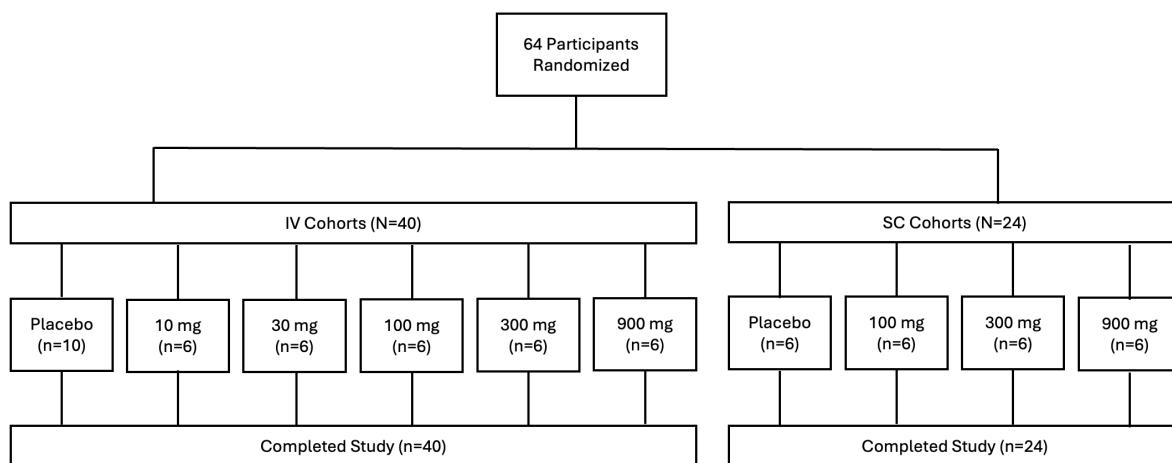 64 Participants
Randomized
IV Cohorts (N=40)
SC Cohorts (N=24)
Placebo
(n=10)
10 mg
(n=6)
30 mg
(n=6)
100 mg
(n=6)
300 mg
(n=6)
900 mg
(n=6)
Placebo
(n=6)
100 mg
(n=6)
300 mg
(n=6)
900 mg
(n=6)
Completed Study (n=40)
Completed Study (n=24)